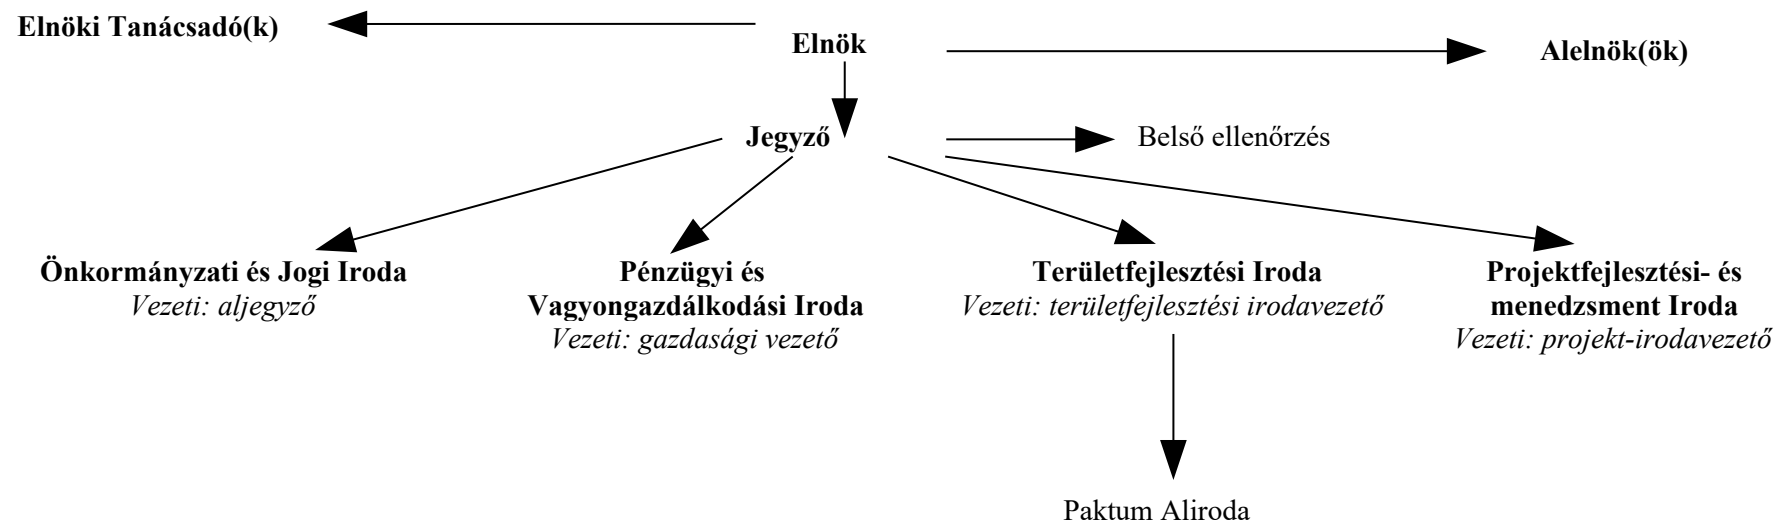 Elnöki Tanácsadó(k)
Elnök
Alelnök(ök)
Jegyző
Belső ellenőrzés
Önkormányzati és Jogi Iroda
Vezeti: aljegyző
Pénzügyi és
Vagyongazdálkodási Iroda
Vezeti: gazdasági vezető
Területfejlesztési Iroda
Vezeti: területfejlesztési irodavezető
Projektfejlesztési- és
menedzsment Iroda
Vezeti: projekt-irodavezető
Paktum Aliroda